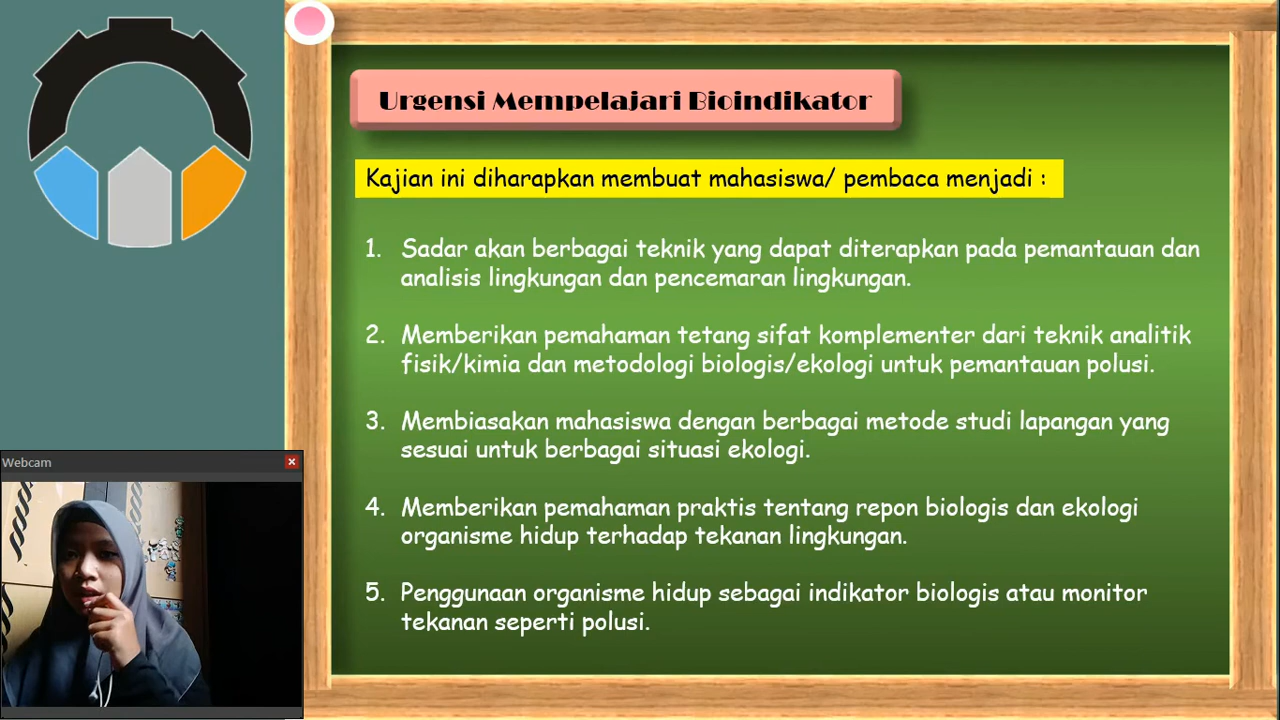 Urgensi Mempelajari Bioindikator
Kajian ini diharapkan membuat mahasiswa/ pembaca menjadi :
1. Sadar akan berbagai teknik yang dapat diterapkan pada pemantauan dan
analisis lingkungan dan pencemaran lingkungan.
2. Memberikan pemahaman tetang sifat komplementer dari teknik analitik
fisik/kimia dan metodologi biologis/ekologi untuk pemantauan polusi.
3. Membiasakan mahasiswa dengan berbagai metode studi lapangan yang
sesuai untuk berbagai situasi ekologi.
4. Memberikan pemahaman praktis tentang repon biologis dan ekologi
organisme hidup terhadap tekanan lingkungan.
5. Penggunaan organisme hidup sebagai indikator biologis atau monitor
tekanan seperti polusi.
Webcam